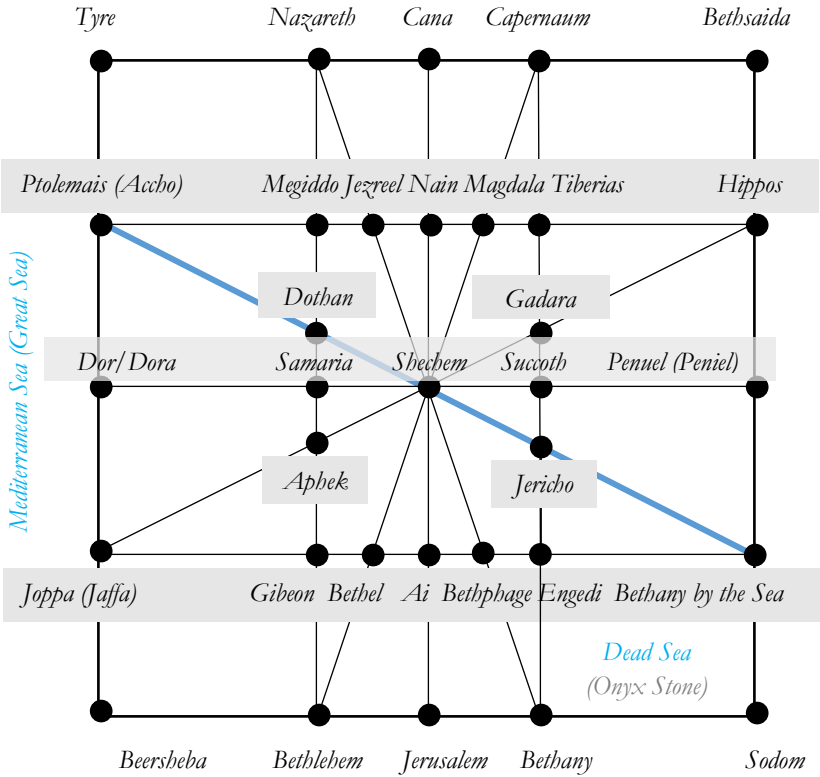 Tyre Nazareth Cana Capernaum Bethsaida
Ptolemais (Accho) Megiddo Jezreel Nain Magdala Tiberias Hippos
Mediterranean Sea (Great Sea)
Dothan Gadara
Dor/Dora Samaria Shechem Succoth Penuel (Peniel)
Aphek Jericho
Joppa (Jaffa) Gibeon Bethel Ai Bethphage Engedi Bethany by the Sea
Dead Sea
(Onyx Stone)
Beersheba Bethlehem Jerusalem Bethany Sodom